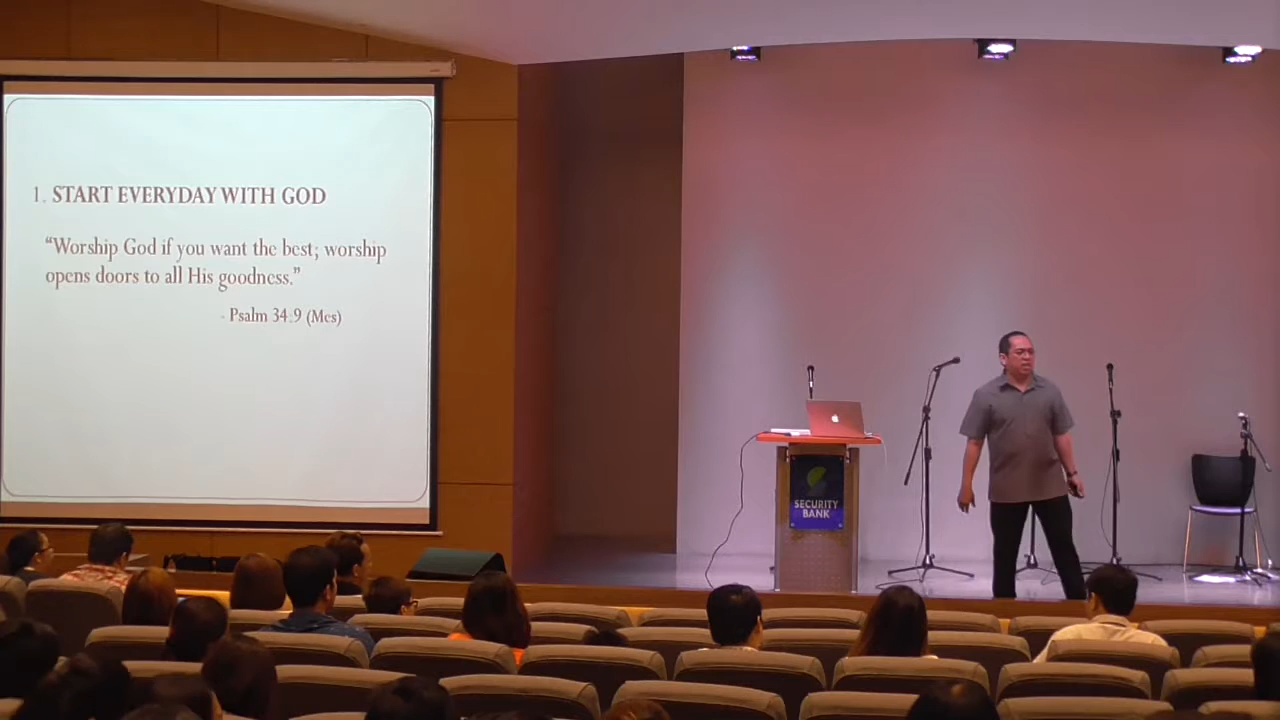 1. START EVERYDAY WITH GOD
“Worship God if you want the best; worship
opens doors to all His goodness.”
- Psalm 34:9 (Mes)
SECURITY
BANK